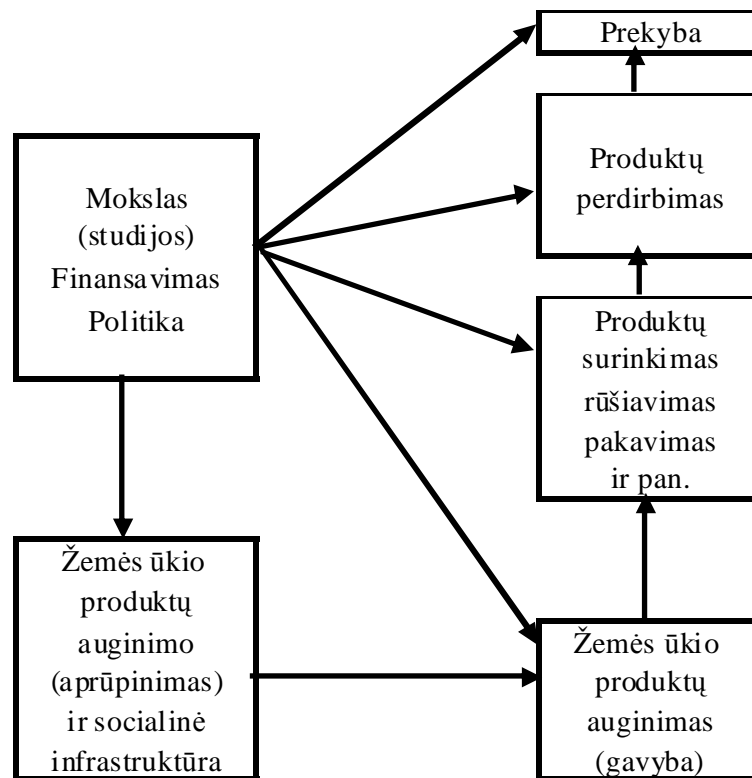 Prekyba
Produktų
perdirbimas
Mokslas
(studijos)
Finansavimas
Politika
Produktų
surinkimas
rūšiavimas
pakavimas
ir pan.
Žemės ūkio
produktų
auginimo
(aprūpinimas)
ir socialinė
infrastruktūra
Žemės ūkio
produktų
auginimas
(gavyba)